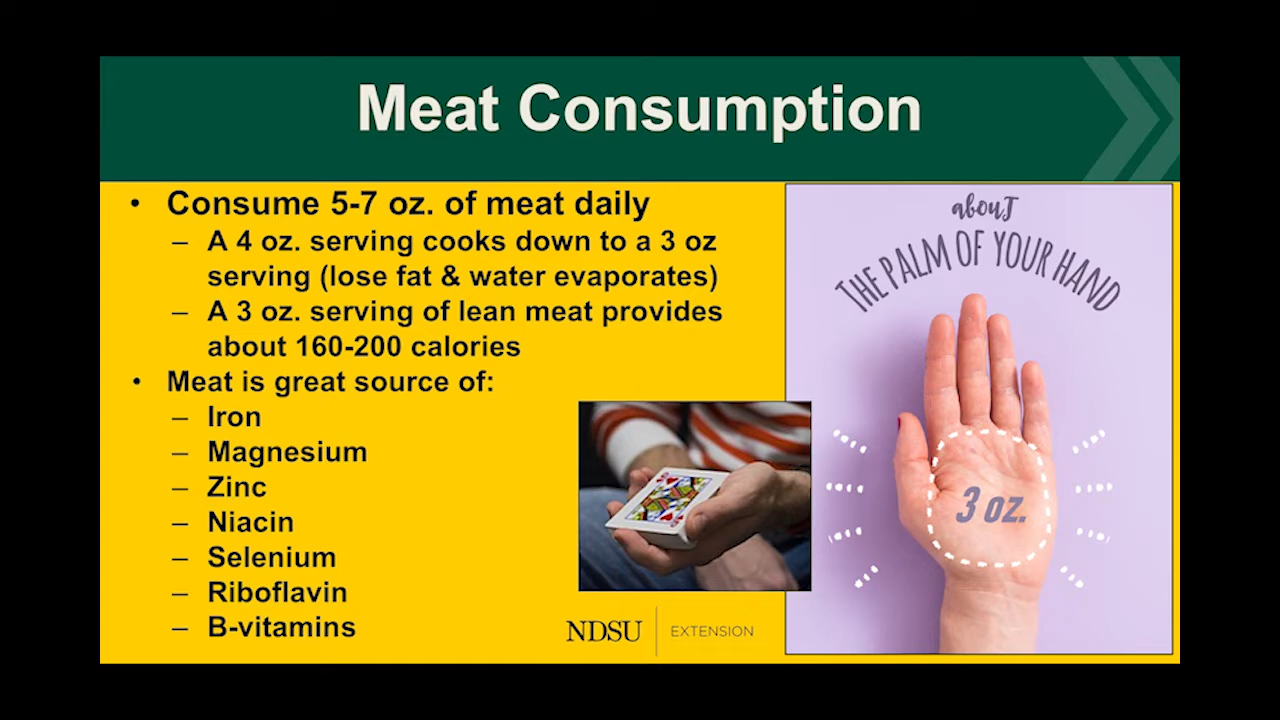 Meat Consumption
• Consume 5-7 oz. of meat daily
– A 4 oz. serving cooks down to a 3 oz
serving (lose fat & water evaporates)
– A 3 oz. serving of lean meat provides
about 160-200 calories
• Meat is great source of:
– Iron
– Magnesium
– Zinc
– Niacin
– Selenium
– Riboflavin
– B-vitamins
about
THE PALM OF YOUR HAND
3 oz.
NDSU EXTENSION